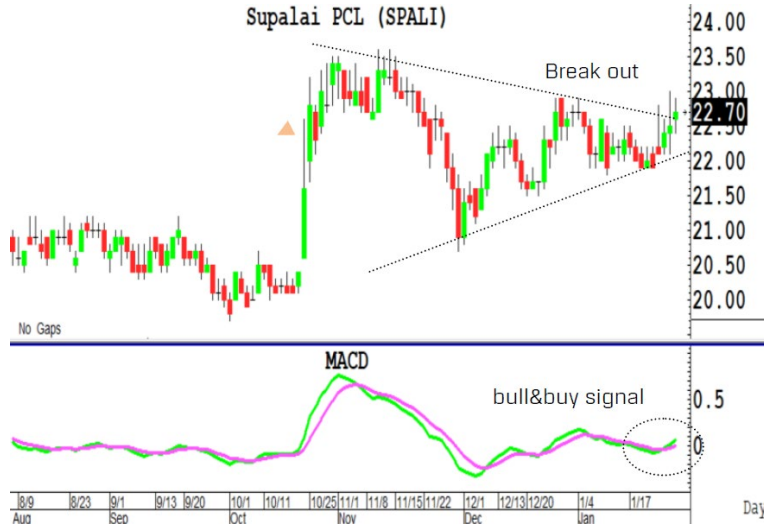 Supalai PCL (SPALI)
24.00
23.50
Break out
23.00
22.70
22.50
22.00
21.50
21.00
20.50
20.00
No Gaps
MACD
bull&buy signal
0.5
0
8/9 8/23 9/1 9/13 9/20 10/1 10/11 10/25 11/1 11/8 11/15 11/22 12/1 12/13 12/20 1/4 1/17
Aug Sep Oct Nov Dec Jan Day